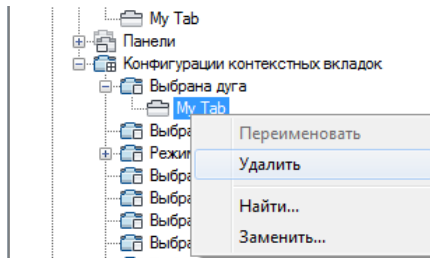 My Tab
Панели
Конфигурации контекстных вкладок
Выбрана дуга
My Tab
Переименовать
Удалить
Найти...
Заменить...